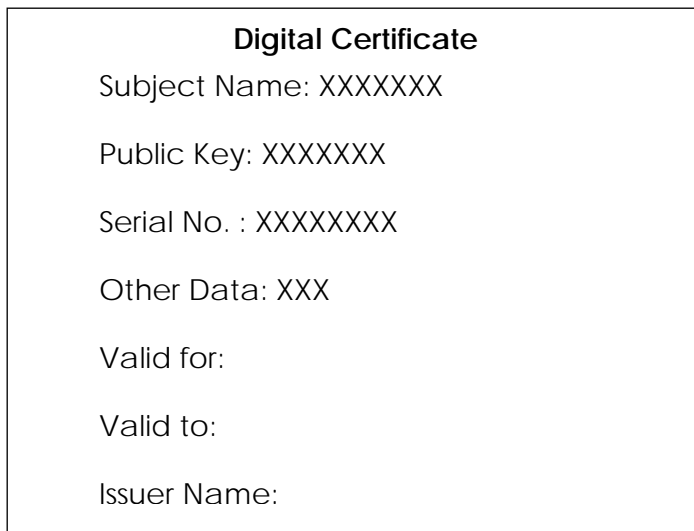 Digital Certificate
Subject Name: XXXXXXX
Public Key: XXXXXXX
Serial No. : XXXXXXXX
Other Data: XXX
Valid for:
Valid to:
Issuer Name: